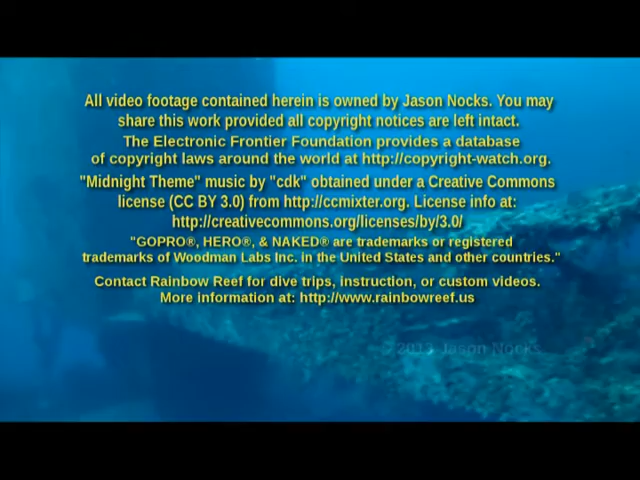 All video footage contained herein is owned by Jason Nocks. You may
share this work provided all copyright notices are left intact.
The Electronic Frontier Foundation provides a database
of copyright laws around the world at http://copyright-watch.org.
"Midnight Theme" music by "cdk" obtained under a Creative Commons
license (CC BY 3.0) from http://ccmixter.org. License info at:
http://creativecommons.org/licenses/by/3.0/
"GOPRO®, HERO®, & NAKED® are trademarks or registered
trademarks of Woodman Labs Inc. in the United States and other countries."
Contact Rainbow Reef for dive trips, instruction, or custom videos.
More information at: http://www.rainbowreef.us
© 2013 Jason Nocks